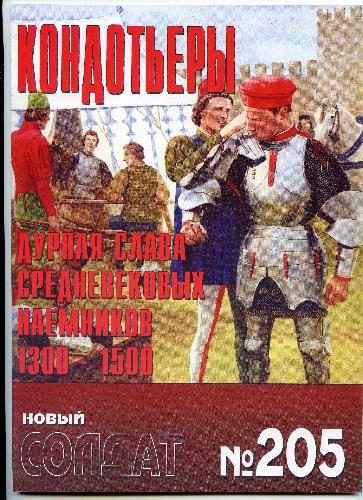 КОНДОТЬЕРЫ
ДУРНАЯ СЛАВА
СРЕДНЕВЕКОВЫХ
НАЕМНИКОВ
1300 1500
НОВЫЙ
СОЛДАТ
№205